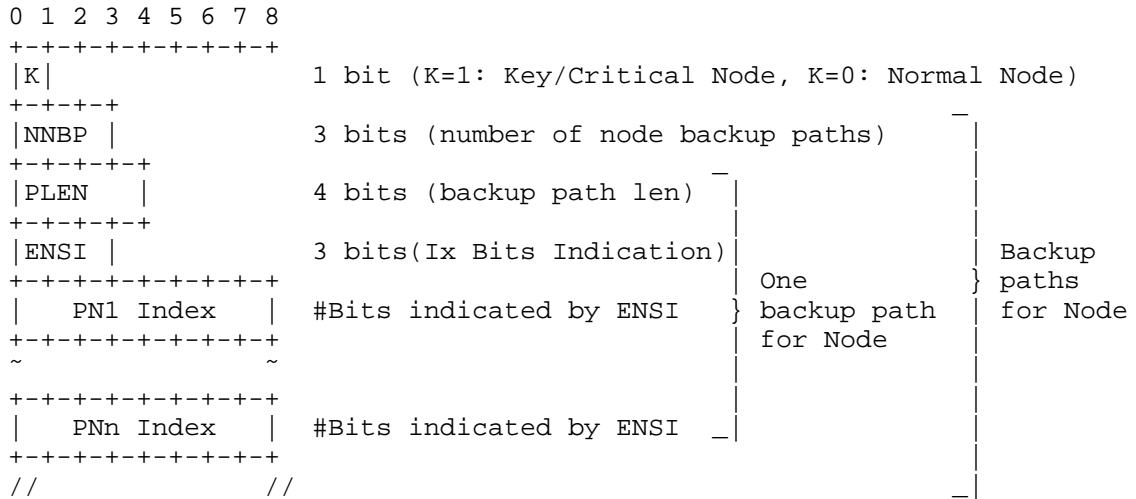 0 1 2 3 4 5 6 7 8
+-+-+-+-+-+-+-+-+
|K|                1 bit (K=1: Key/Critical Node, K=0: Normal Node)
+-+-+-+                                                    _
|NNBP |            3 bits (number of node backup paths)     |
+-+-+-+-+                                   _               |
|PLEN   |          4 bits (backup path len)  |              |
+-+-+-+-+                                    |              |
|ENSI |            3 bits(Ix Bits Indication)|              | Backup
+-+-+-+-+-+-+-+-+                            | One          } paths
|   PN1 Index   |  #Bits indicated by ENSI   } backup path  | for Node
+-+-+-+-+-+-+-+-+                            | for Node     |
~               ~                            |              |
+-+-+-+-+-+-+-+-+                            |              |
|   PNn Index   |  #Bits indicated by ENSI  _|              |
+-+-+-+-+-+-+-+-+                                           |
//              //                                         _|